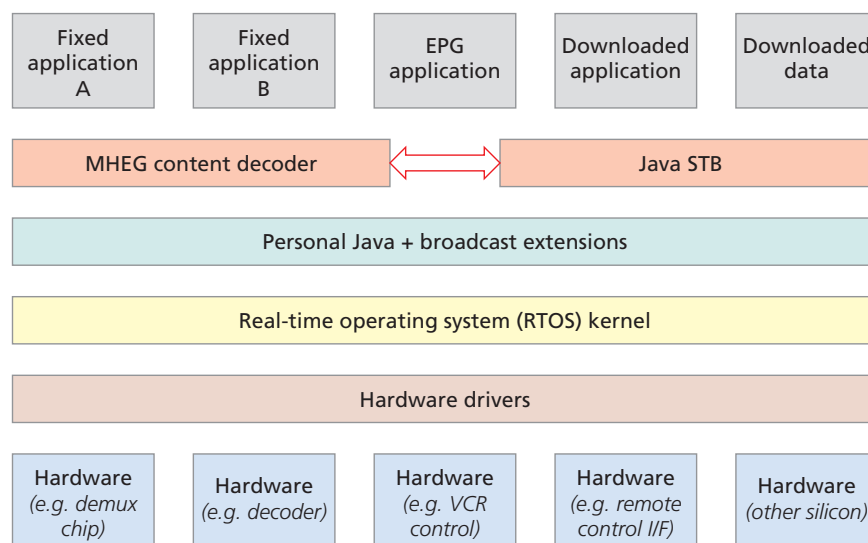 Fixed
application
A
Fixed
application
B
EPG
application
Downloaded
application
Downloaded
data
MHEG content decoder
Java STB
Personal Java + broadcast extensions
Real-time operating system (RTOS) kernel
Hardware drivers
Hardware
(e.g. demux
chip)
Hardware
(e.g. decoder)
Hardware
(e.g. VCR
control)
Hardware
(e.g. remote
control I/F)
Hardware
(other silicon)